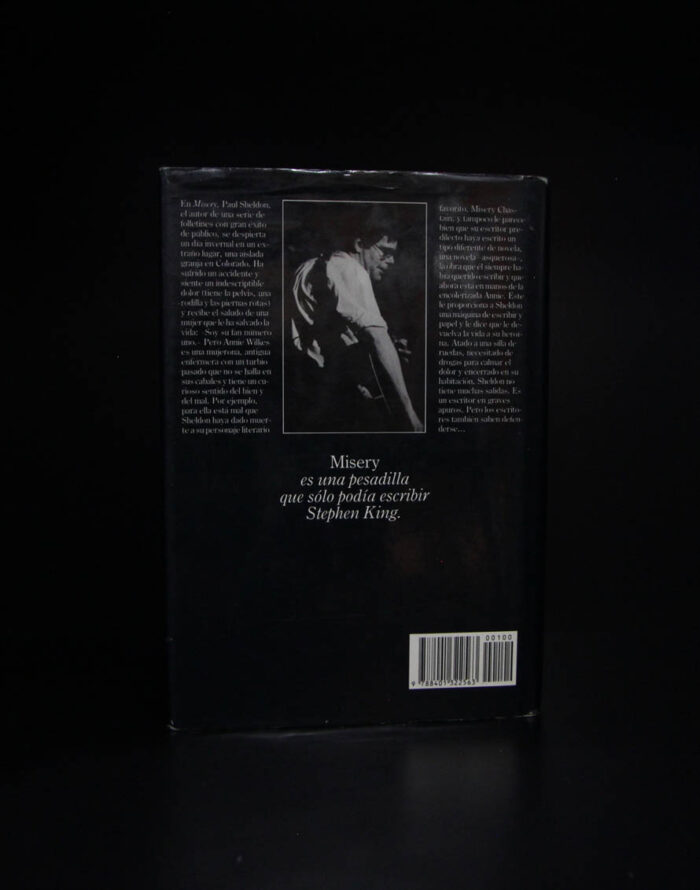 En Misery, Paul Sheldon,
el autor de una serie de
folletines con gran éxito
de público, se despierta
un día invernal en un ex-
traño lugar, una aislada
granja en Colorado. Ha
sufrido un accidente y
siente un indescriptible
dolor (tiene la pelvis, una
rodilla y las piernas rotas)
y recibe el saludo de una
mujer que le ha salvado la
vida: «Soy su fan número
uno.» Pero Annie Wilkes
es una mujerona, antigua
enfermera con un turbio
pasado que no se halla en
sus cabales y tiene un cu-
rioso sentido del bien y
del mal. Por ejemplo,
para ella está mal que
Sheldon haya dado muer-
te a su personaje literario
favorito, Misery Chas-
tain, y tampoco le parece
bien que su escritor pre-
dilecto haya escrito un
tipo diferente de novela,
una novela «asquerosa»,
la obra que él siempre ha-
bía querido escribir y que
ahora está en manos de la
encolerizada Annie. Este
le proporciona a Sheldon
una máquina de escribir y
papel y le dice que le de-
vuelva la vida a su heroí-
na. Atado a una silla de
ruedas, necesitado de
drogas para calmar el
dolor y encerrado en su
habitación, Sheldon no
tiene muchas salidas. Es
un escritor en graves
apuros. Pero los escrito-
res también saben defen-
derse...
Misery
es una pesadilla
que sólo podía escribir
Stephen King.
00100
9 788401 322563